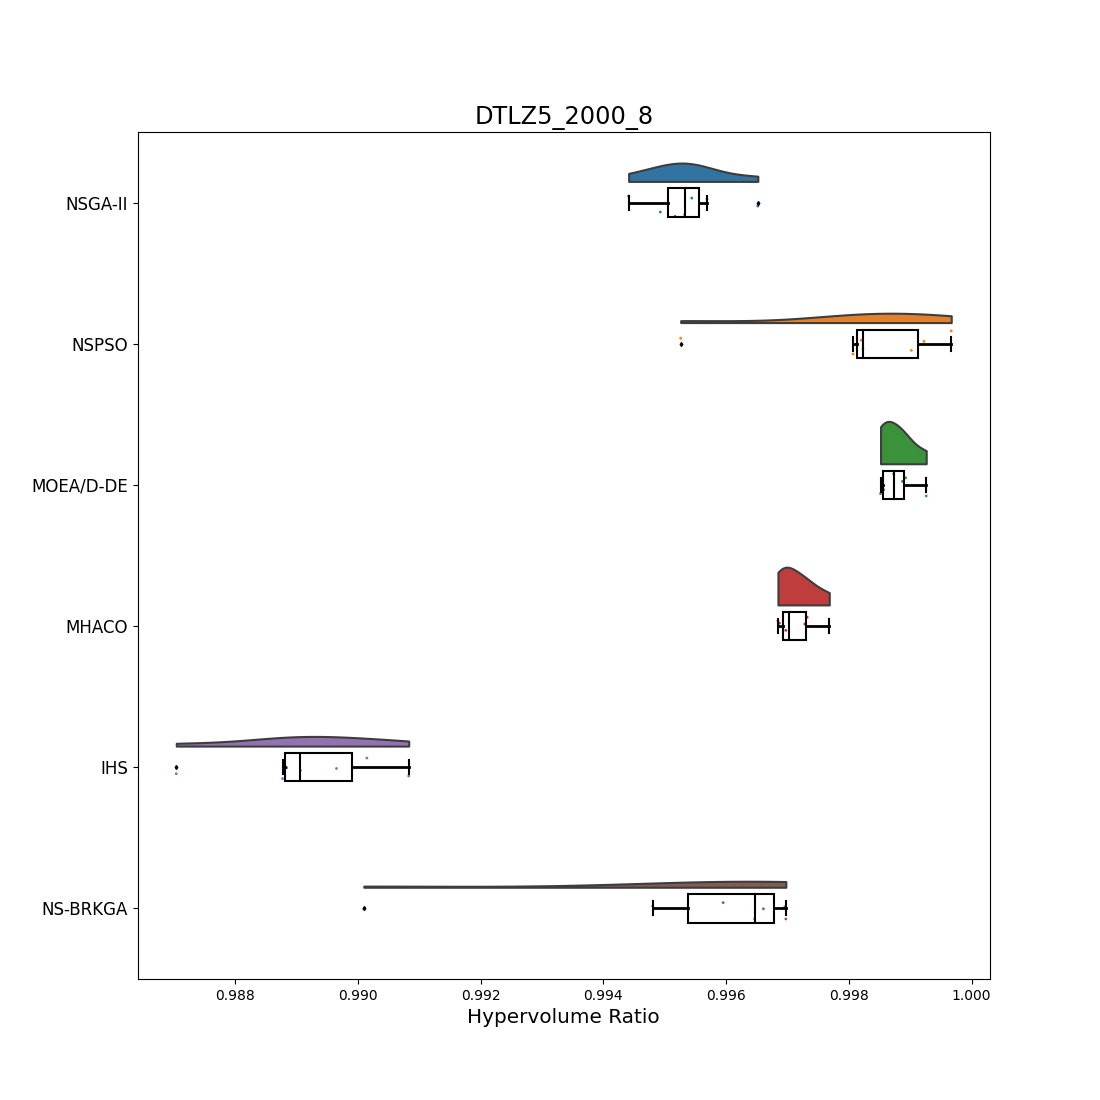 DTLZ5_2000_8
NSGA-II
NSPSO
MOEA/D-DE
MHACO
IHS
NS-BRKGA
0.988 0.990 0.992 0.994 0.996 0.998 1.000
Hypervolume Ratio